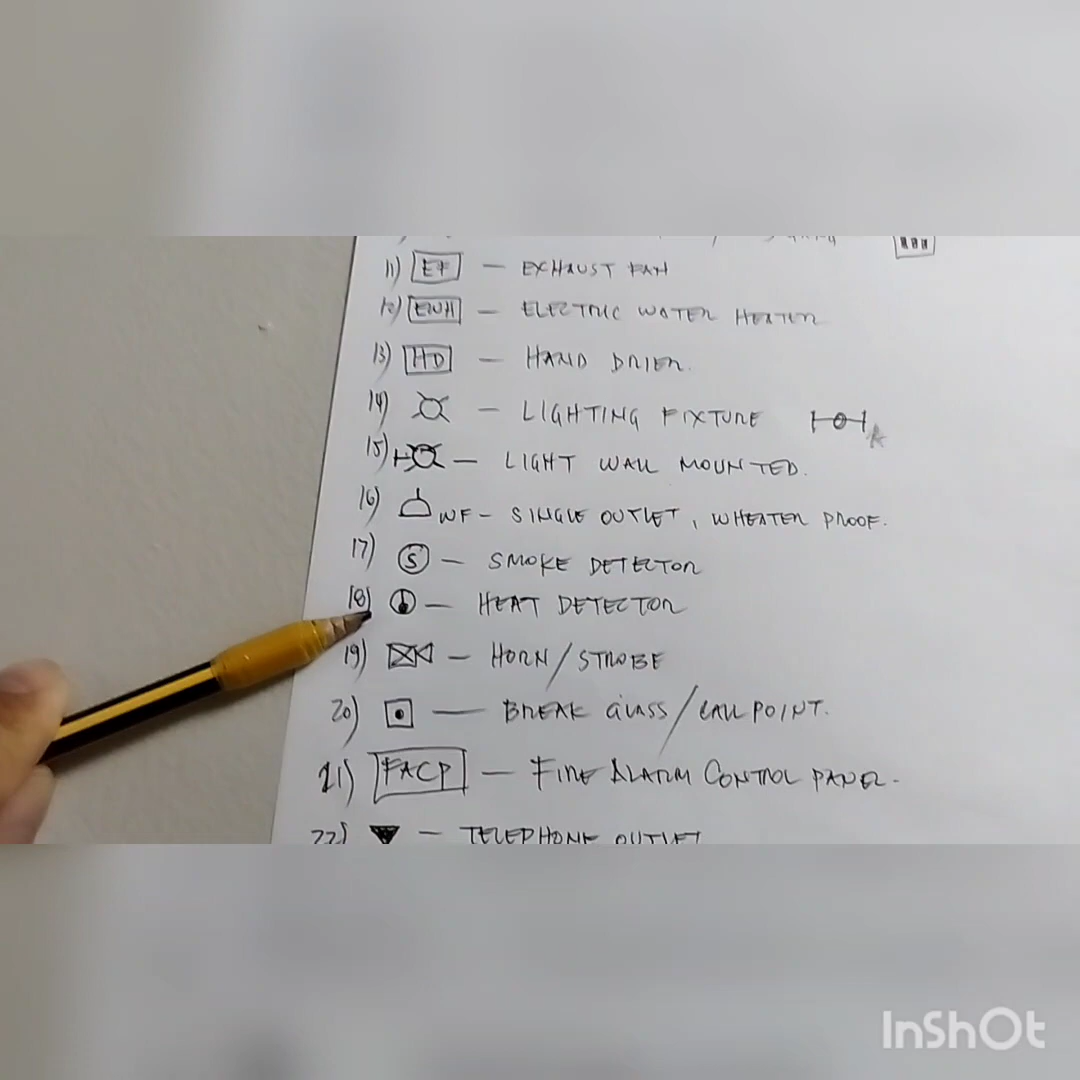 11) EF — EXHAUST FAN
12) EWH — ELECTRIC WATER HEATER
13) HD — HAND DRIER.
14) — LIGHTING FIXTURE
15) — LIGHT WALL MOUNTED.
16) WF - SINGLE OUTLET, WHEATER PROOF.
17) S — SMOKE DETECTOR
18) — HEAT DETECTOR
19) — HORN/STROBE
20) — BREAK GLASS/CALL POINT.
21) FACP — FIRE ALARM CONTROL PANEL.
22) — TELEPHONE OUTLET
InShOt